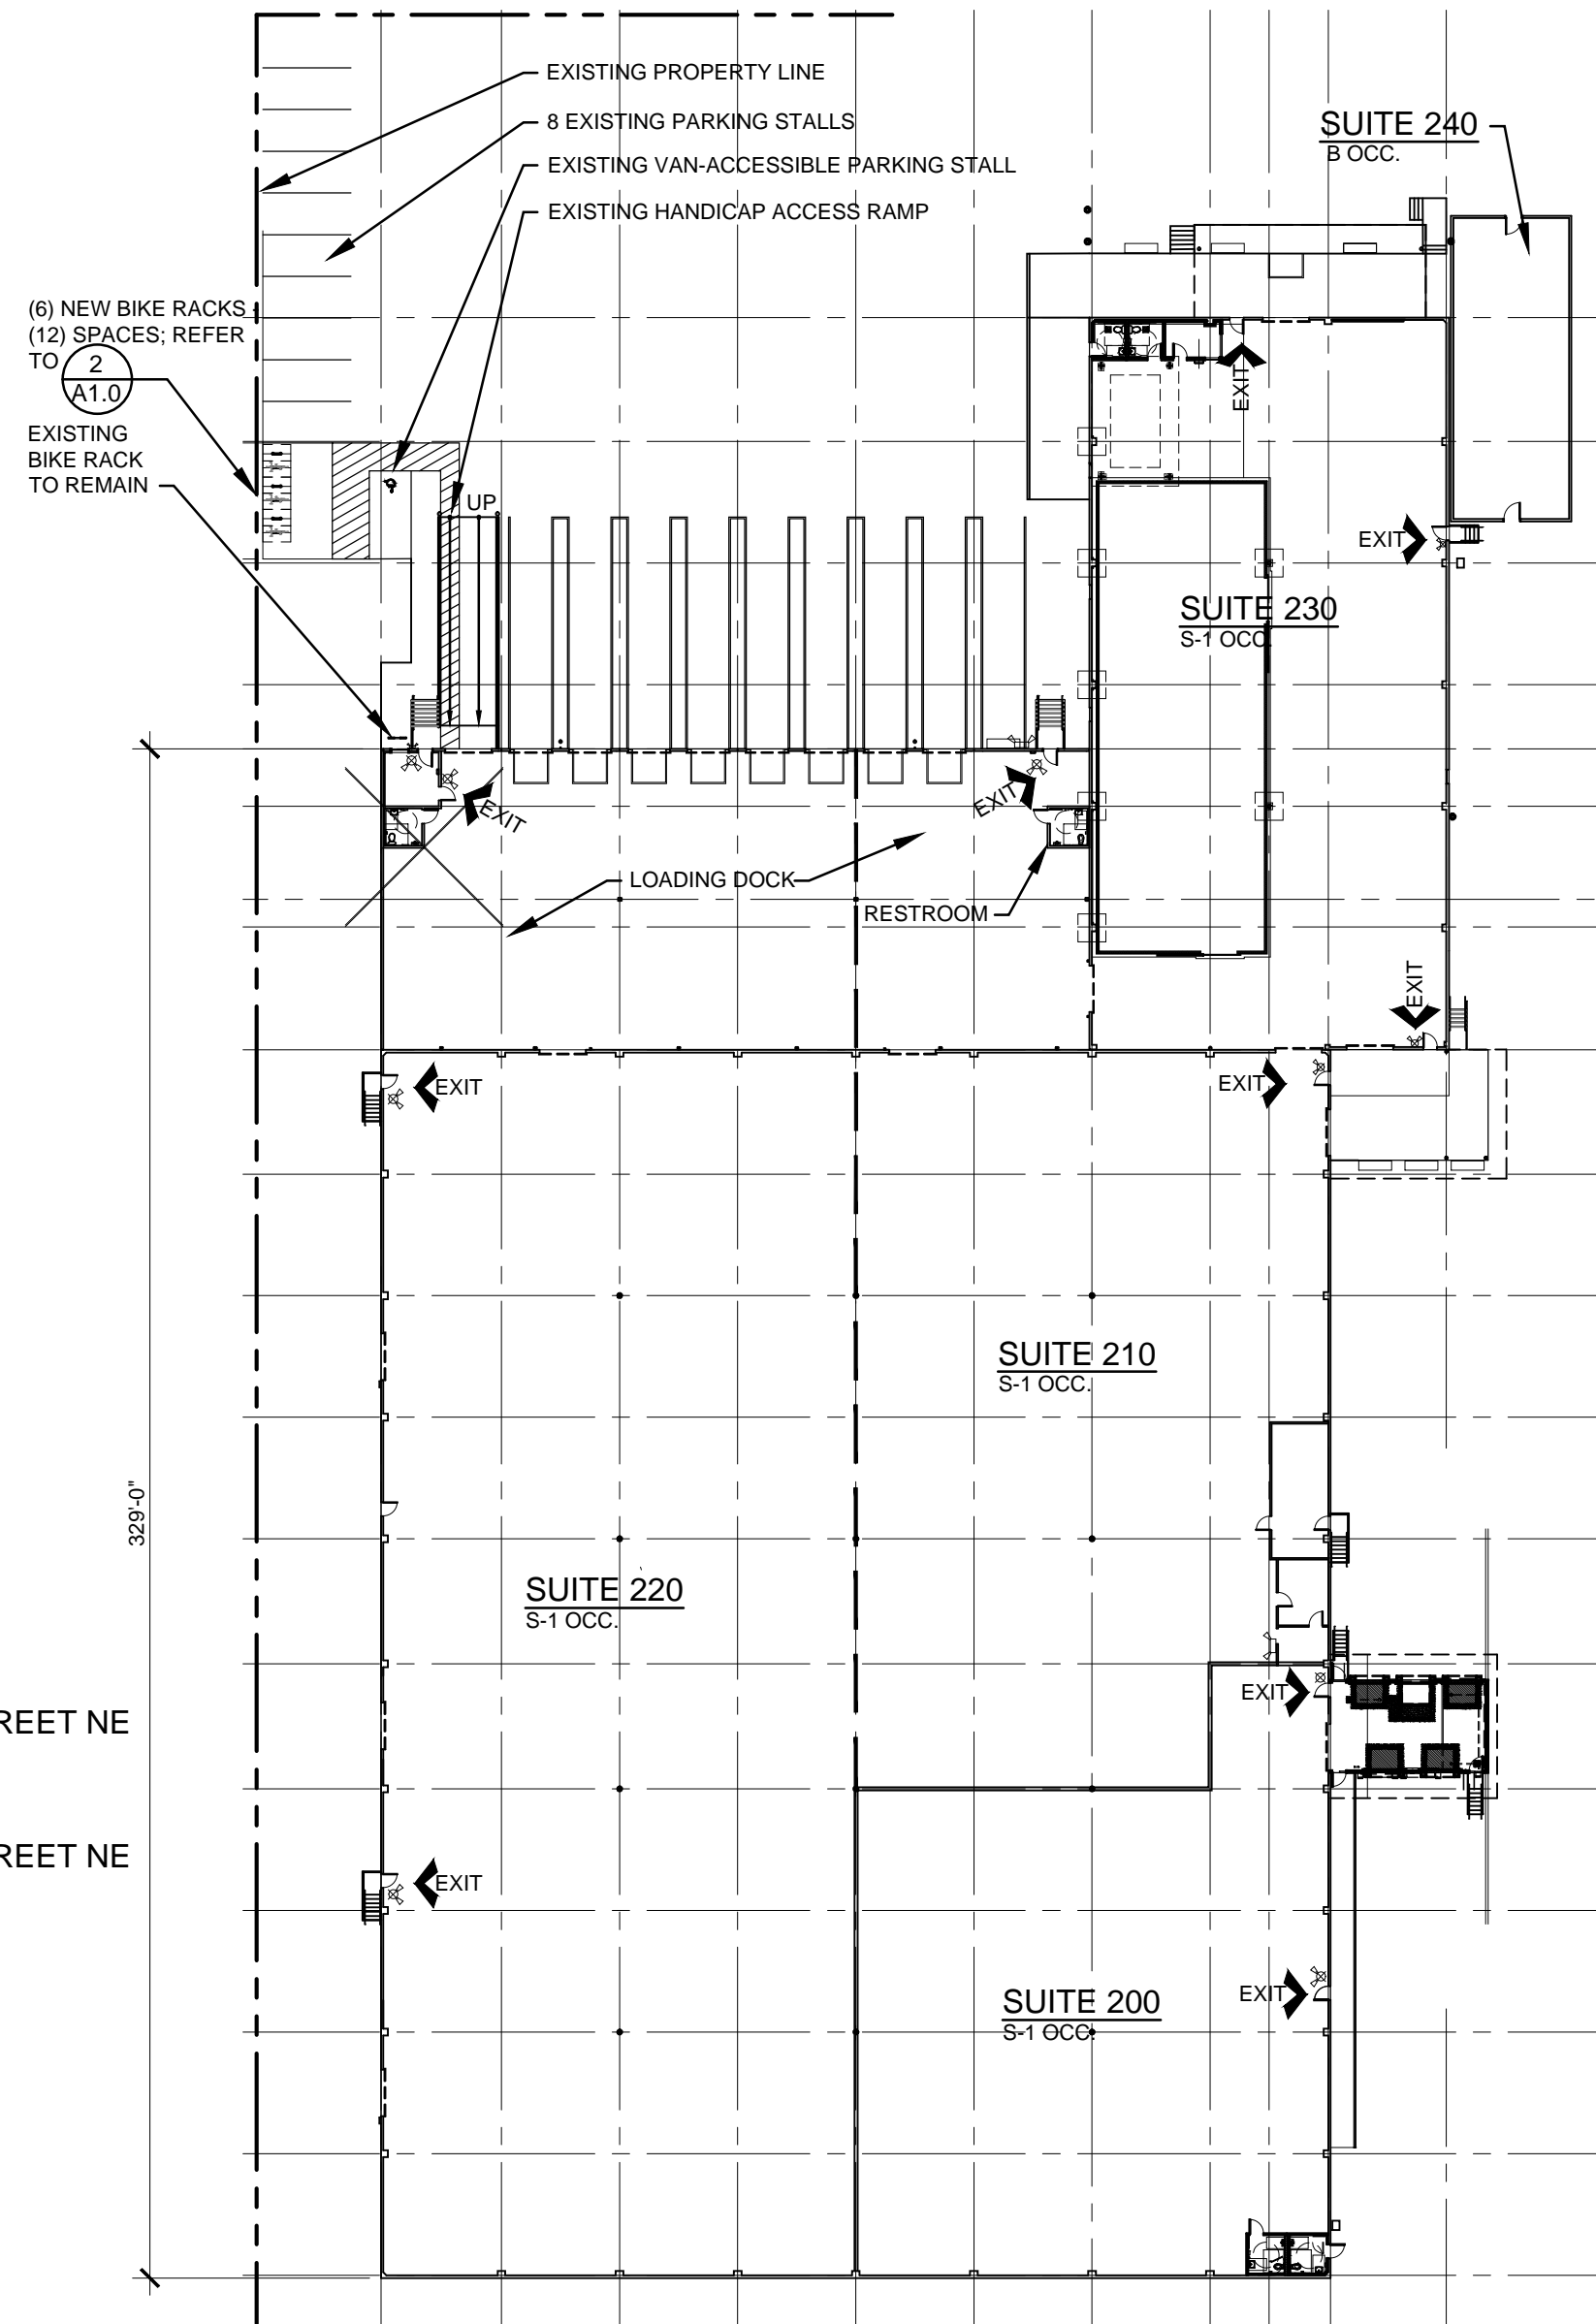 EXISTING PROPERTY LINE
8 EXISTING PARKING STALLS
EXISTING VAN-ACCESSIBLE PARKING STALL
EXISTING HANDICAP ACCESS RAMP
SUITE 240
B OCC.
(6) NEW BIKE RACKS
(12) SPACES; REFER
TO
2
A1.0
EXISTING
BIKE RACK
TO REMAIN
UP
EXIT
EXIT
SUITE 230
S-1 OCC.
EXIT
EXIT
LOADING DOCK
RESTROOM
EXIT
EXIT
EXIT
SUITE 210
S-1 OCC.
329'-0"
SUITE 220
S-1 OCC.
EXIT
REET NE
REET NE
EXIT
EXIT
SUITE 200
S-1 OCC.